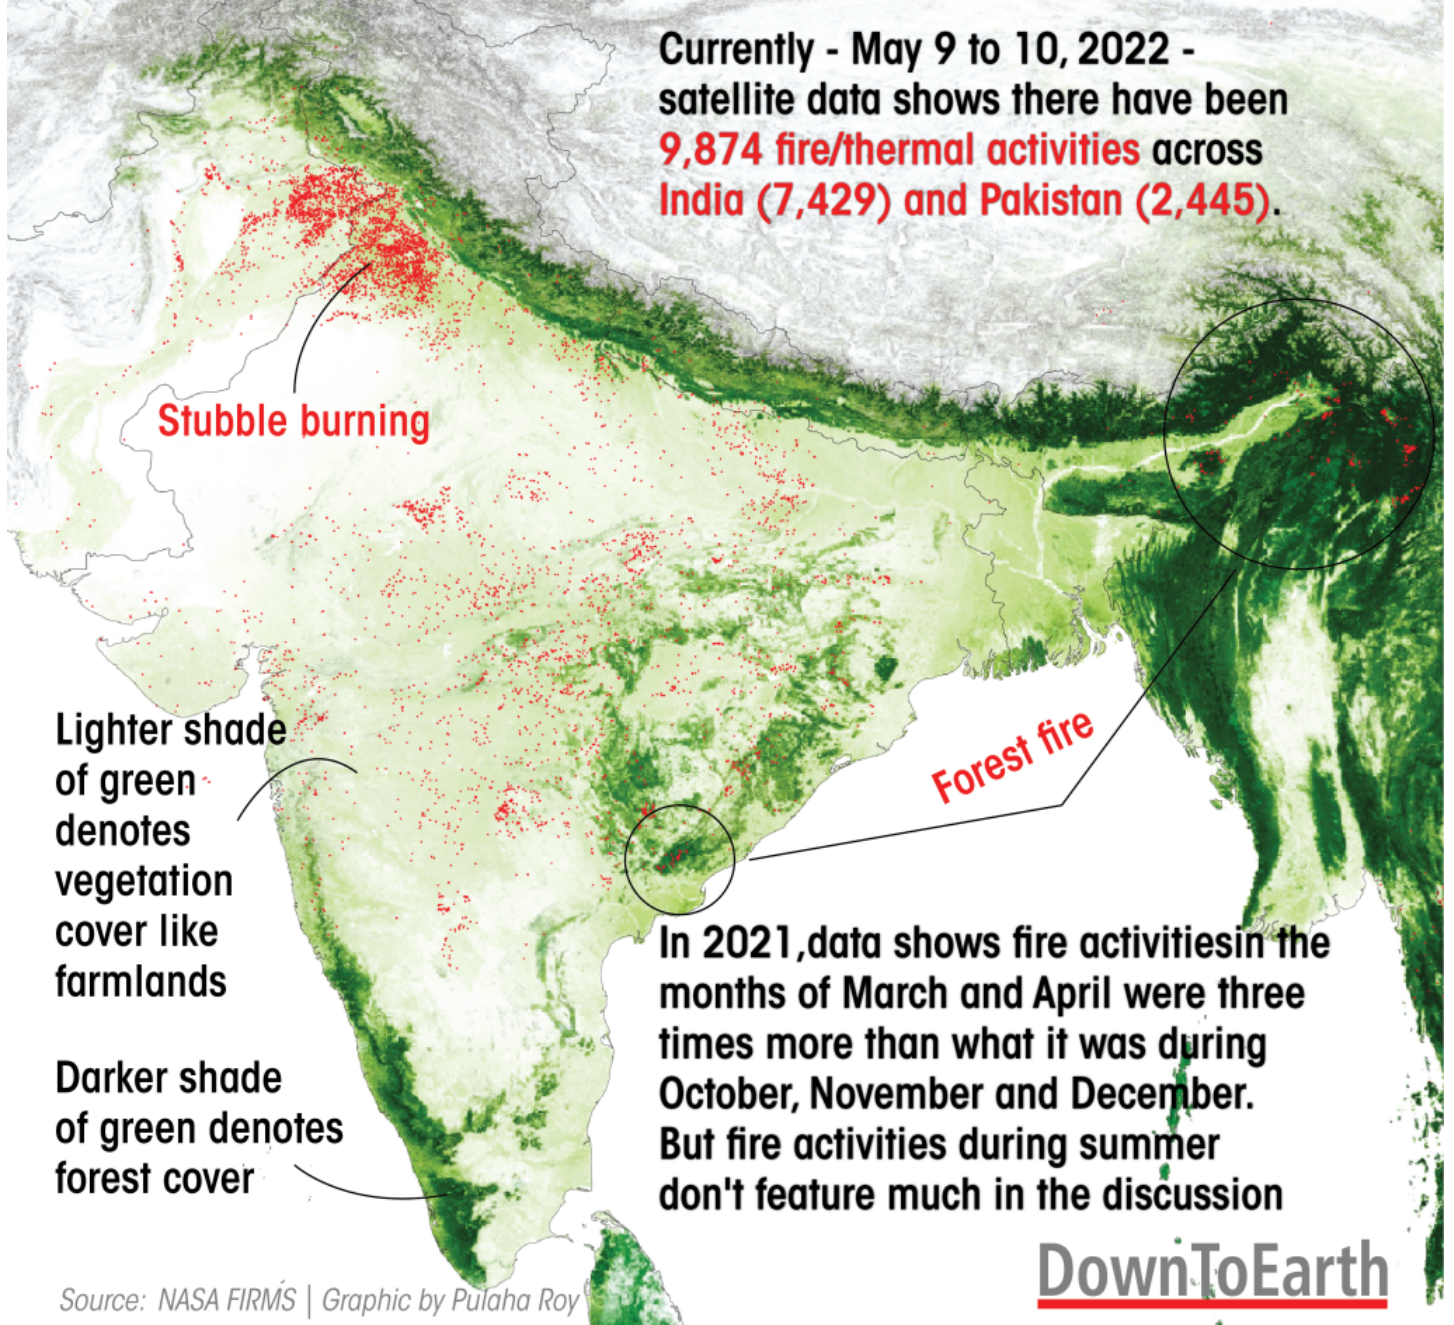 Currently - May 9 to 10, 2022 -
satellite data shows there have been
9,874 fire/thermal activities across
India (7,429) and Pakistan (2,445).
Stubble burning
Lighter shade
of green
denotes
vegetation
cover like
farmlands
Forest fire
In 2021,data shows fire activitiesin the
months of March and April were three
times more than what it was during
October, November and December.
But fire activities during summer
don't feature much in the discussion
Darker shade
of green denotes
forest cover
DownToEarth
Source: NASA FIRMS | Graphic by Pulaha Roy